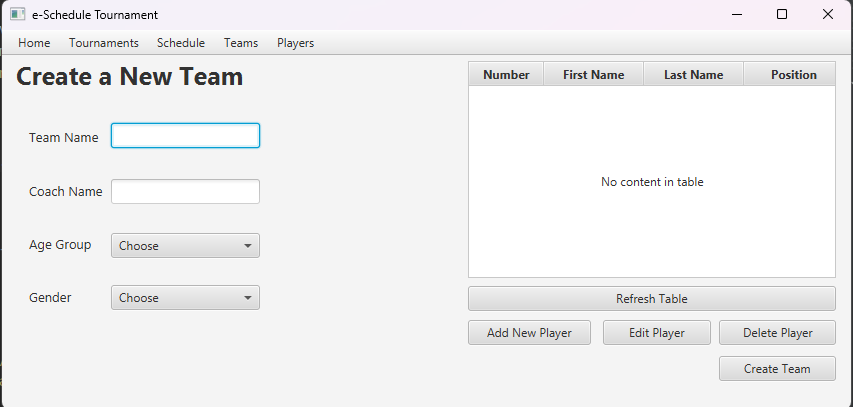 e-Schedule Tournament
Home Tournaments Schedule Teams Players
Create a New Team
Team Name
Coach Name
Age Group Choose
Gender Choose
Number First Name Last Name Position
No content in table
Refresh Table
Add New Player Edit Player Delete Player
Create Team